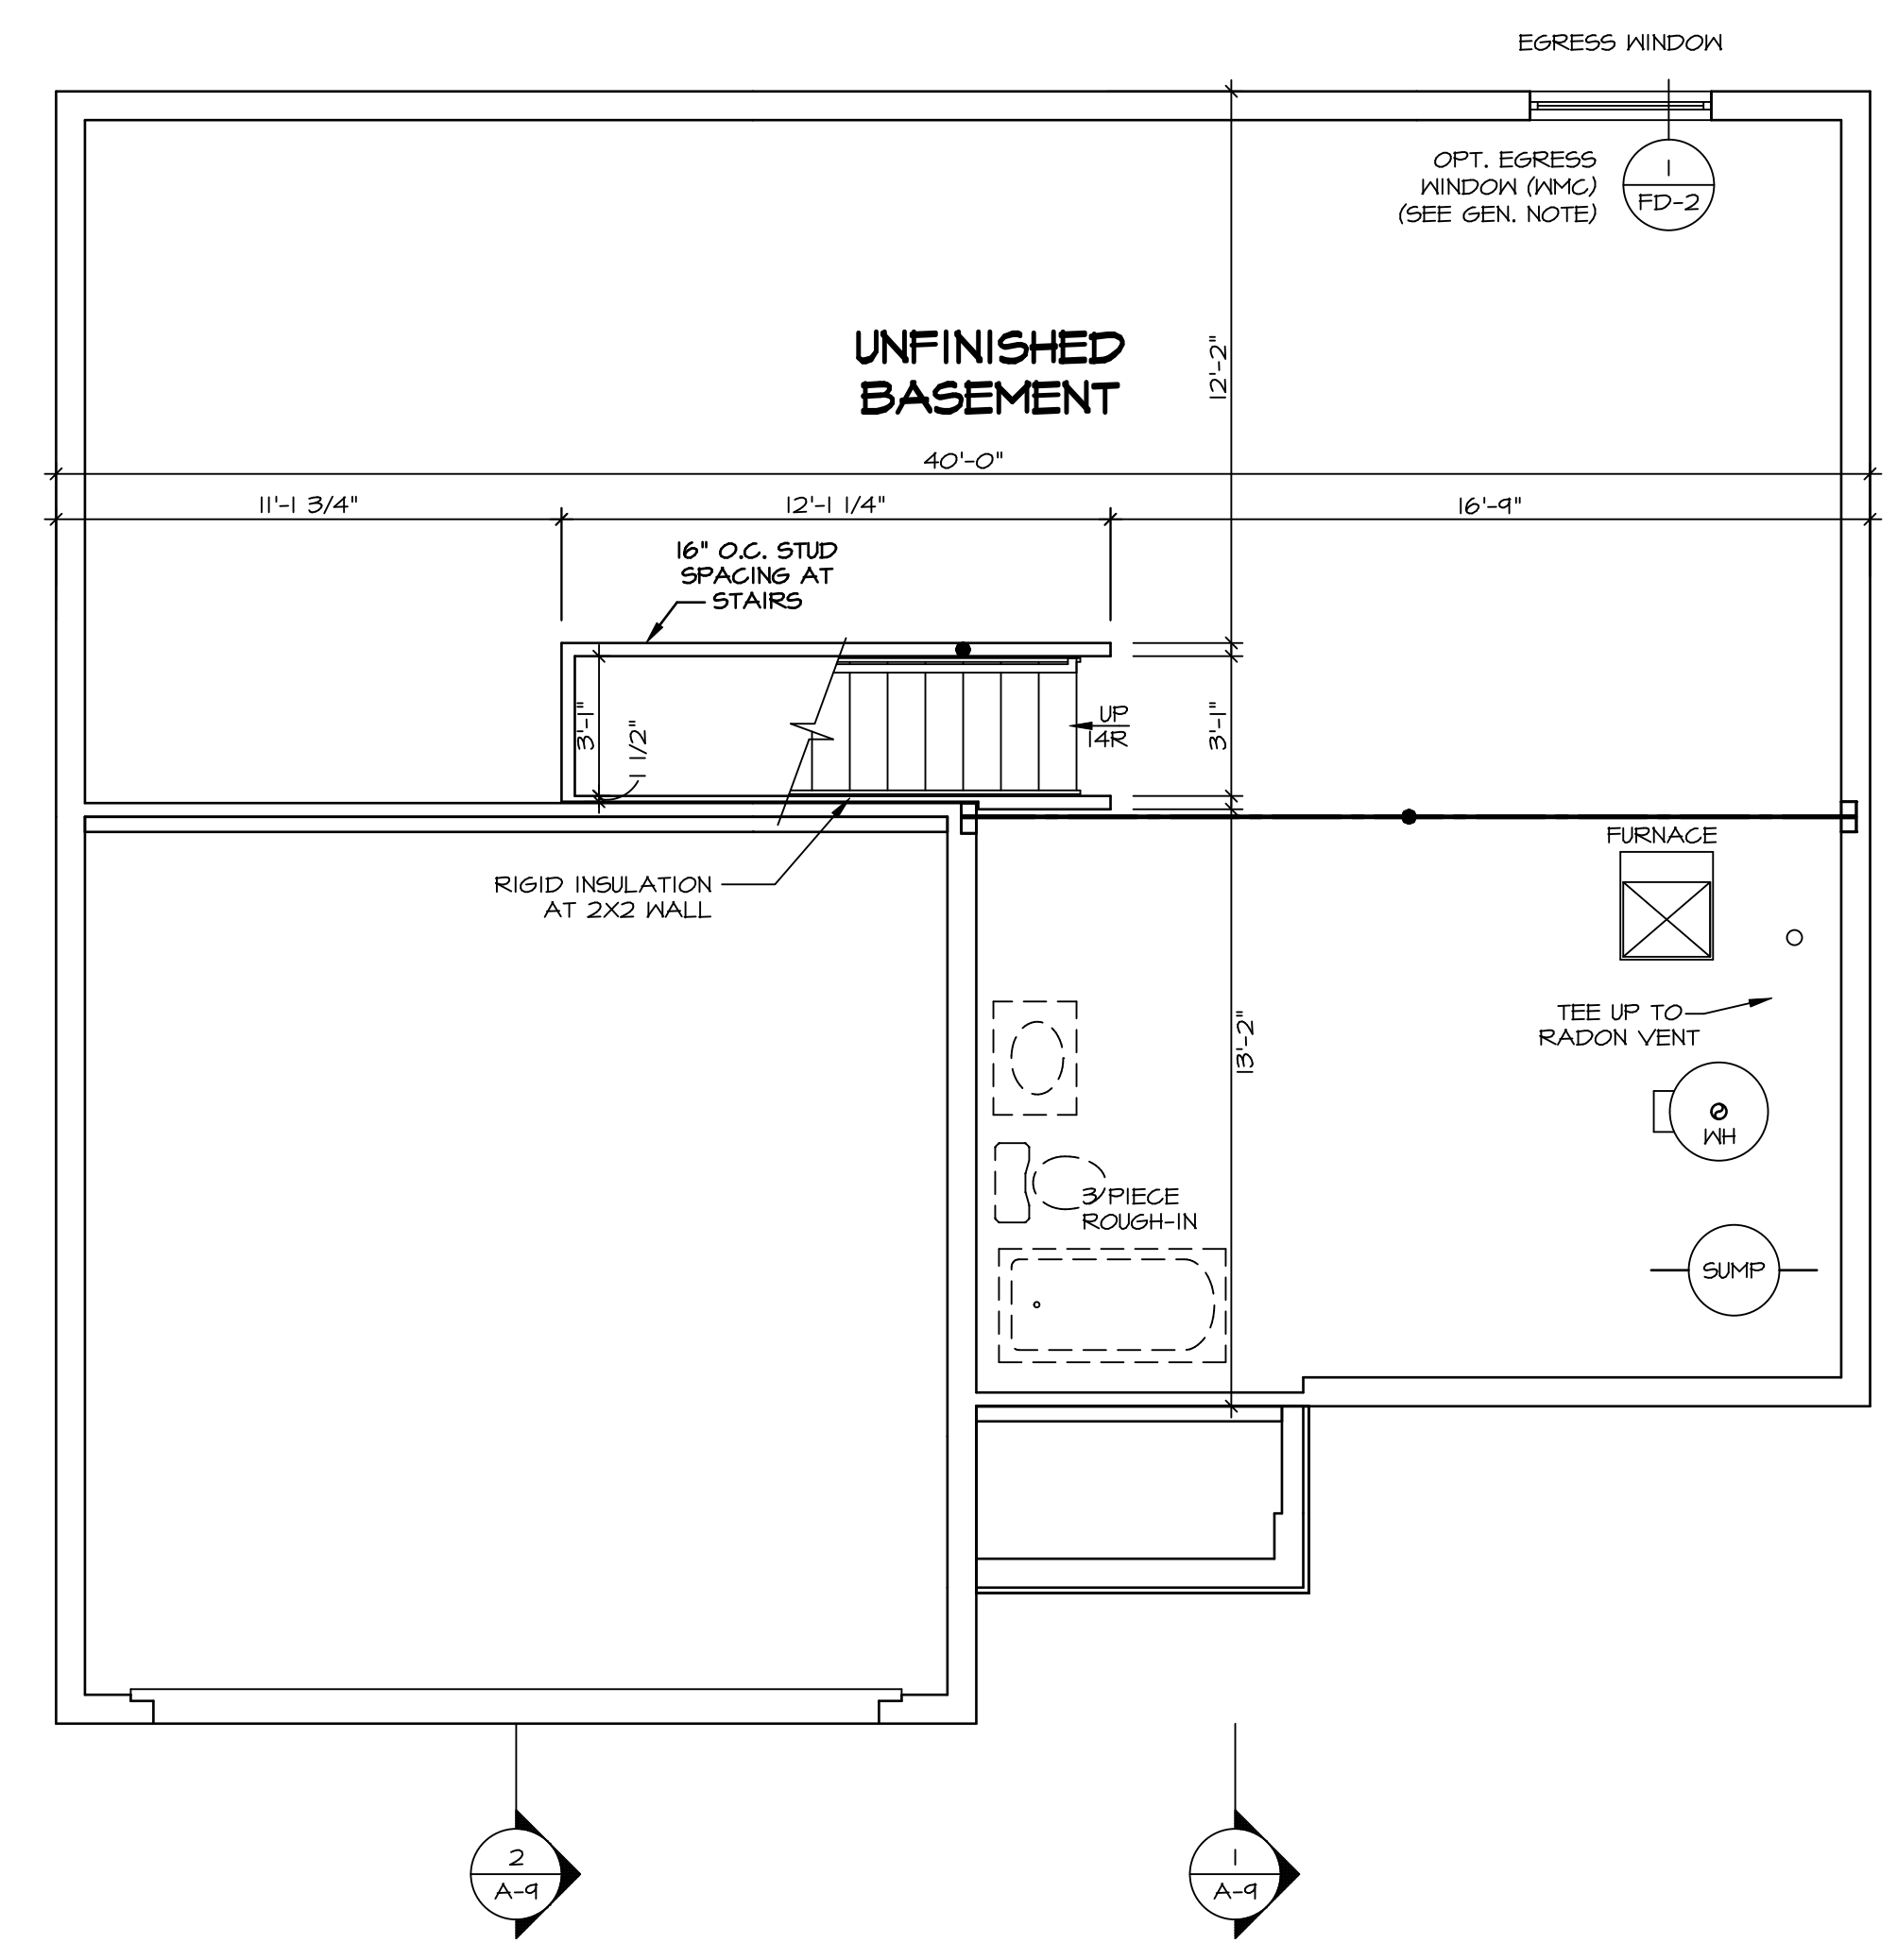 EGRESS WINDOW
OPT. EGRESS
WINDOW (WMC)
(SEE GEN. NOTE)
1
FD-2
UNFINISHED
BASEMENT
12'-2"
40'-0"
11'-1 3/4"
12'-1 1/4"
16'-9"
16" O.C. STUD
SPACING AT
STAIRS
3'-1"
1 1/2"
UP
14R
3'-1"
FURNACE
RIGID INSULATION
AT 2X2 WALL
TEE UP TO
RADON VENT
13'-2"
WH
3 PIECE
ROUGH-IN
SUMP
2
A-9
1
A-9